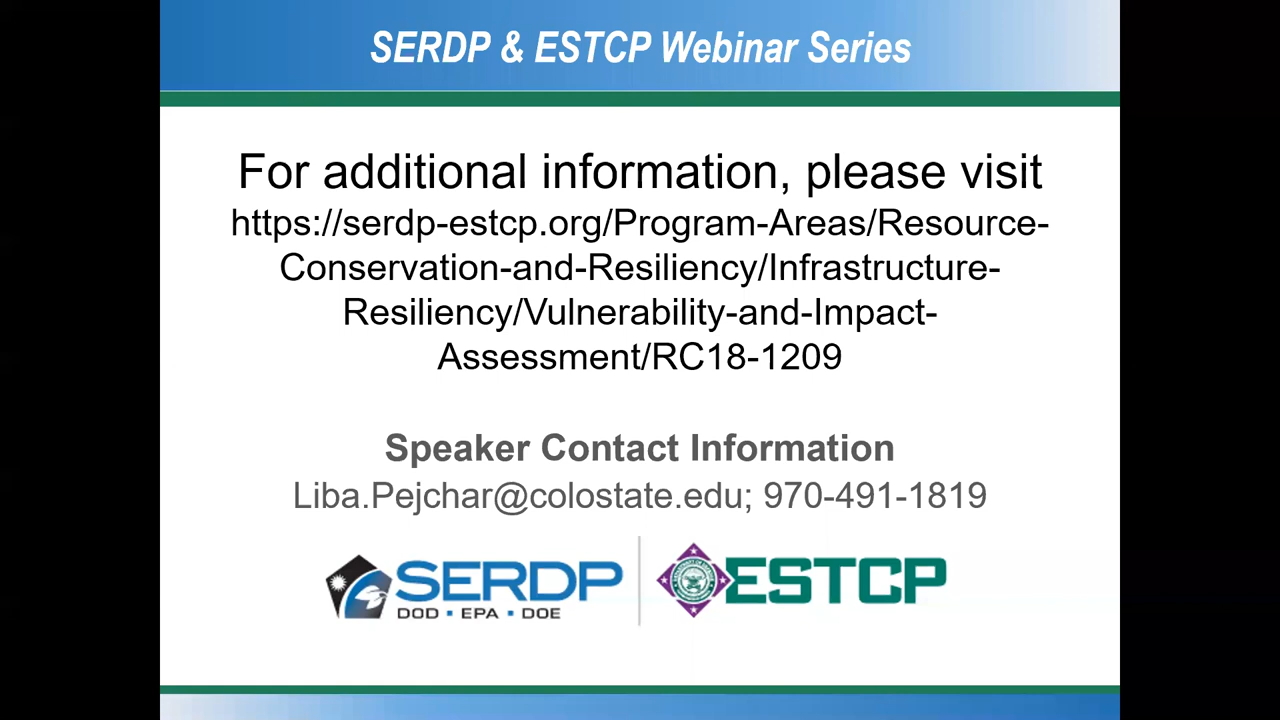 SERDP & ESTCP Webinar Series
For additional information, please visit
https://serdp-estcp.org/Program-Areas/Resource-
Conservation-and-Resiliency/Infrastructure-
Resiliency/Vulnerability-and-Impact-
Assessment/RC18-1209
Speaker Contact Information
Liba.Pejchar@colostate.edu; 970-491-1819
SERDP
DOD • EPA • DOE
ESTCP